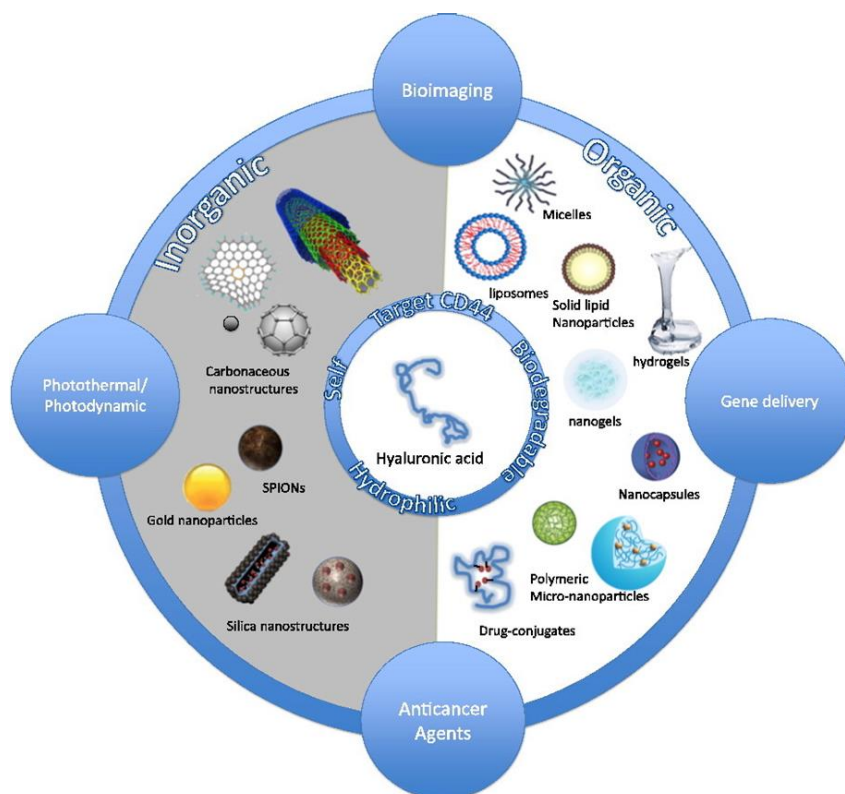 Bioimaging
Inorganic
Organic
Micelles
liposomes
Solid lipid
Nanoparticles
hydrogels
Target CD44
Self
Biodegradable
Hydrophilic
Hyaluronic acid
Carbonaceous
nanostructures
Photothermal/
Photodynamic
Gene delivery
nanogels
SPIONs
Gold nanoparticles
Nanocapsules
Silica nanostructures
Polymeric
Micro-nanoparticles
Drug-conjugates
Anticancer
Agents